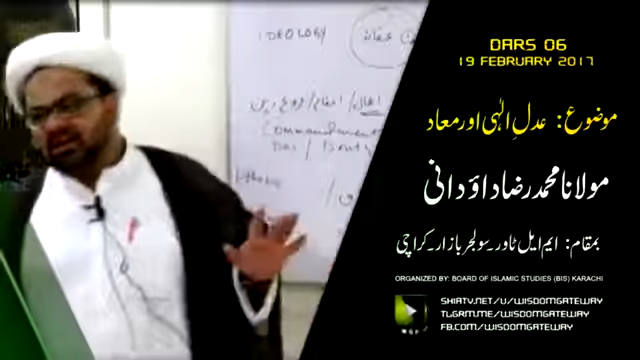 DARS 06
19 FEBRUARY 2017
موضوع: عدلِ الٰہی اور معاد
مولانا محمد رضا داؤدانی
بمقام: ایم ایل ٹاور۔سولجر بازار۔کراچی
ORGANIZED BY: BOARD OF ISLAMIC STUDIES (BIS) KARACHI
SHIATV.NET/U/WISDOMGATEWAY
TLGRM.ME/WISDOMGATEWAY
FB.COM/WISDOMGATEWAY
IDEOLOGY
عقائد